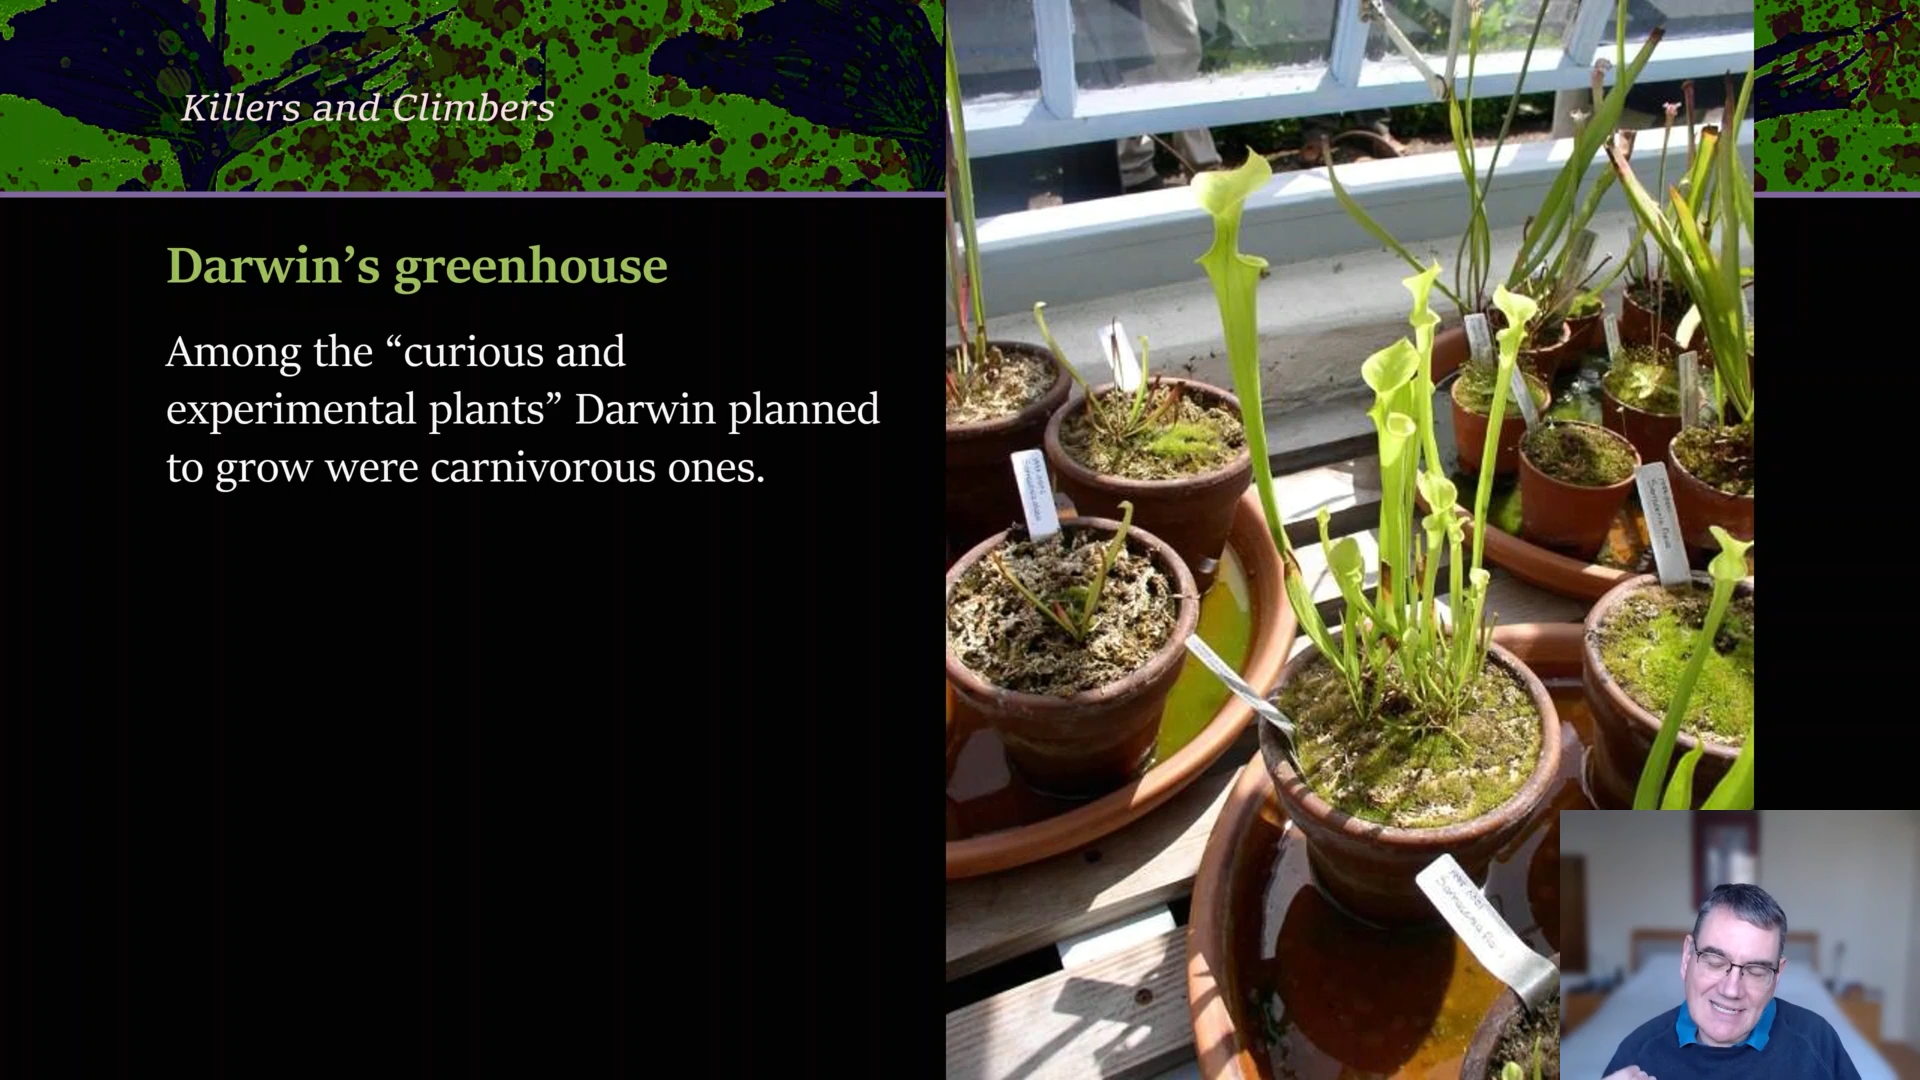 Killers and Climbers
Darwin’s greenhouse
Among the “curious and
experimental plants” Darwin planned
to grow were carnivorous ones.